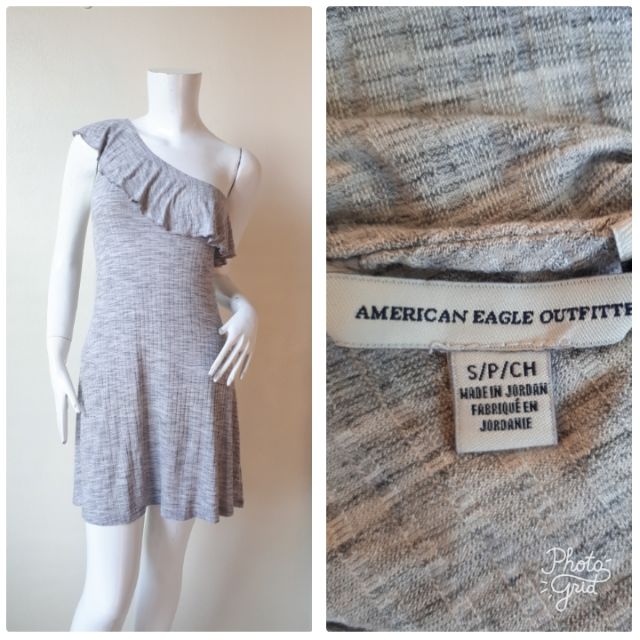 AMERICAN EAGLE OUTFITTE
S/P/CH
MADE IN JORDAN
FABRIQUÉ EN
JORDANIE
Photo
Grid